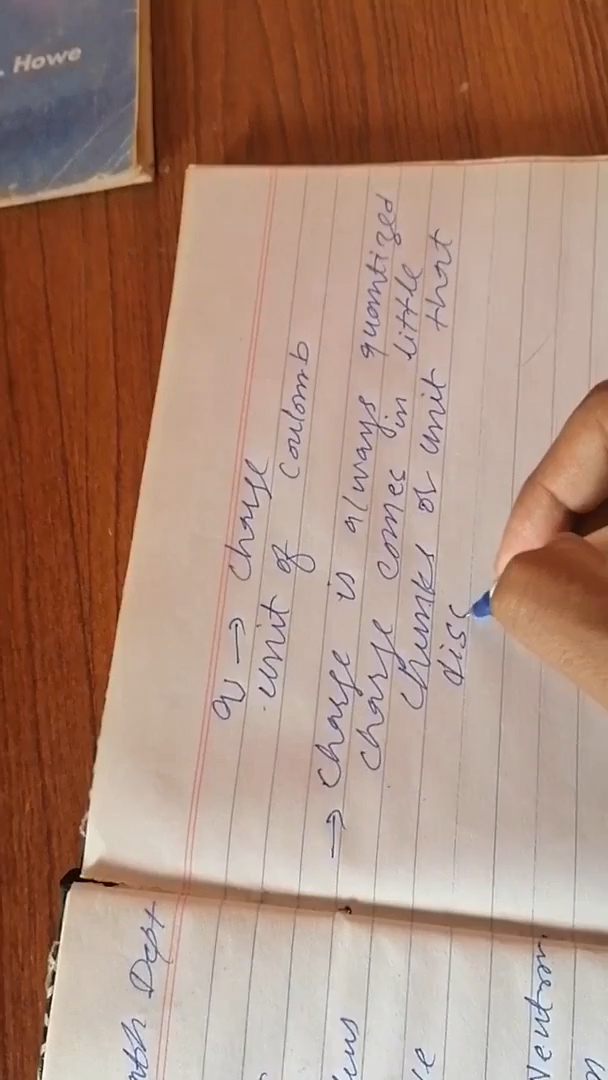 . Howe
q → charge
unit of coulomb
→ charge is always quantized
charge comes in little
chunks or unit that
disc
Dept